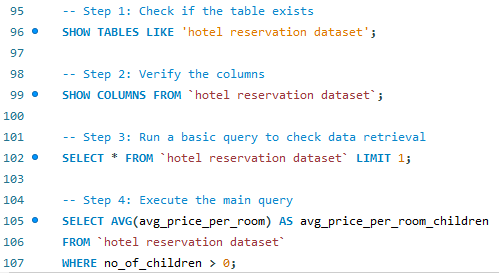 95 -- Step 1: Check if the table exists
96 SHOW TABLES LIKE 'hotel reservation dataset';
97
98 -- Step 2: Verify the columns
99 SHOW COLUMNS FROM `hotel reservation dataset`;
100
101 -- Step 3: Run a basic query to check data retrieval
102 SELECT * FROM `hotel reservation dataset` LIMIT 1;
103
104 -- Step 4: Execute the main query
105 SELECT AVG(avg_price_per_room) AS avg_price_per_room_children
106 FROM `hotel reservation dataset`
107 WHERE no_of_children > 0;